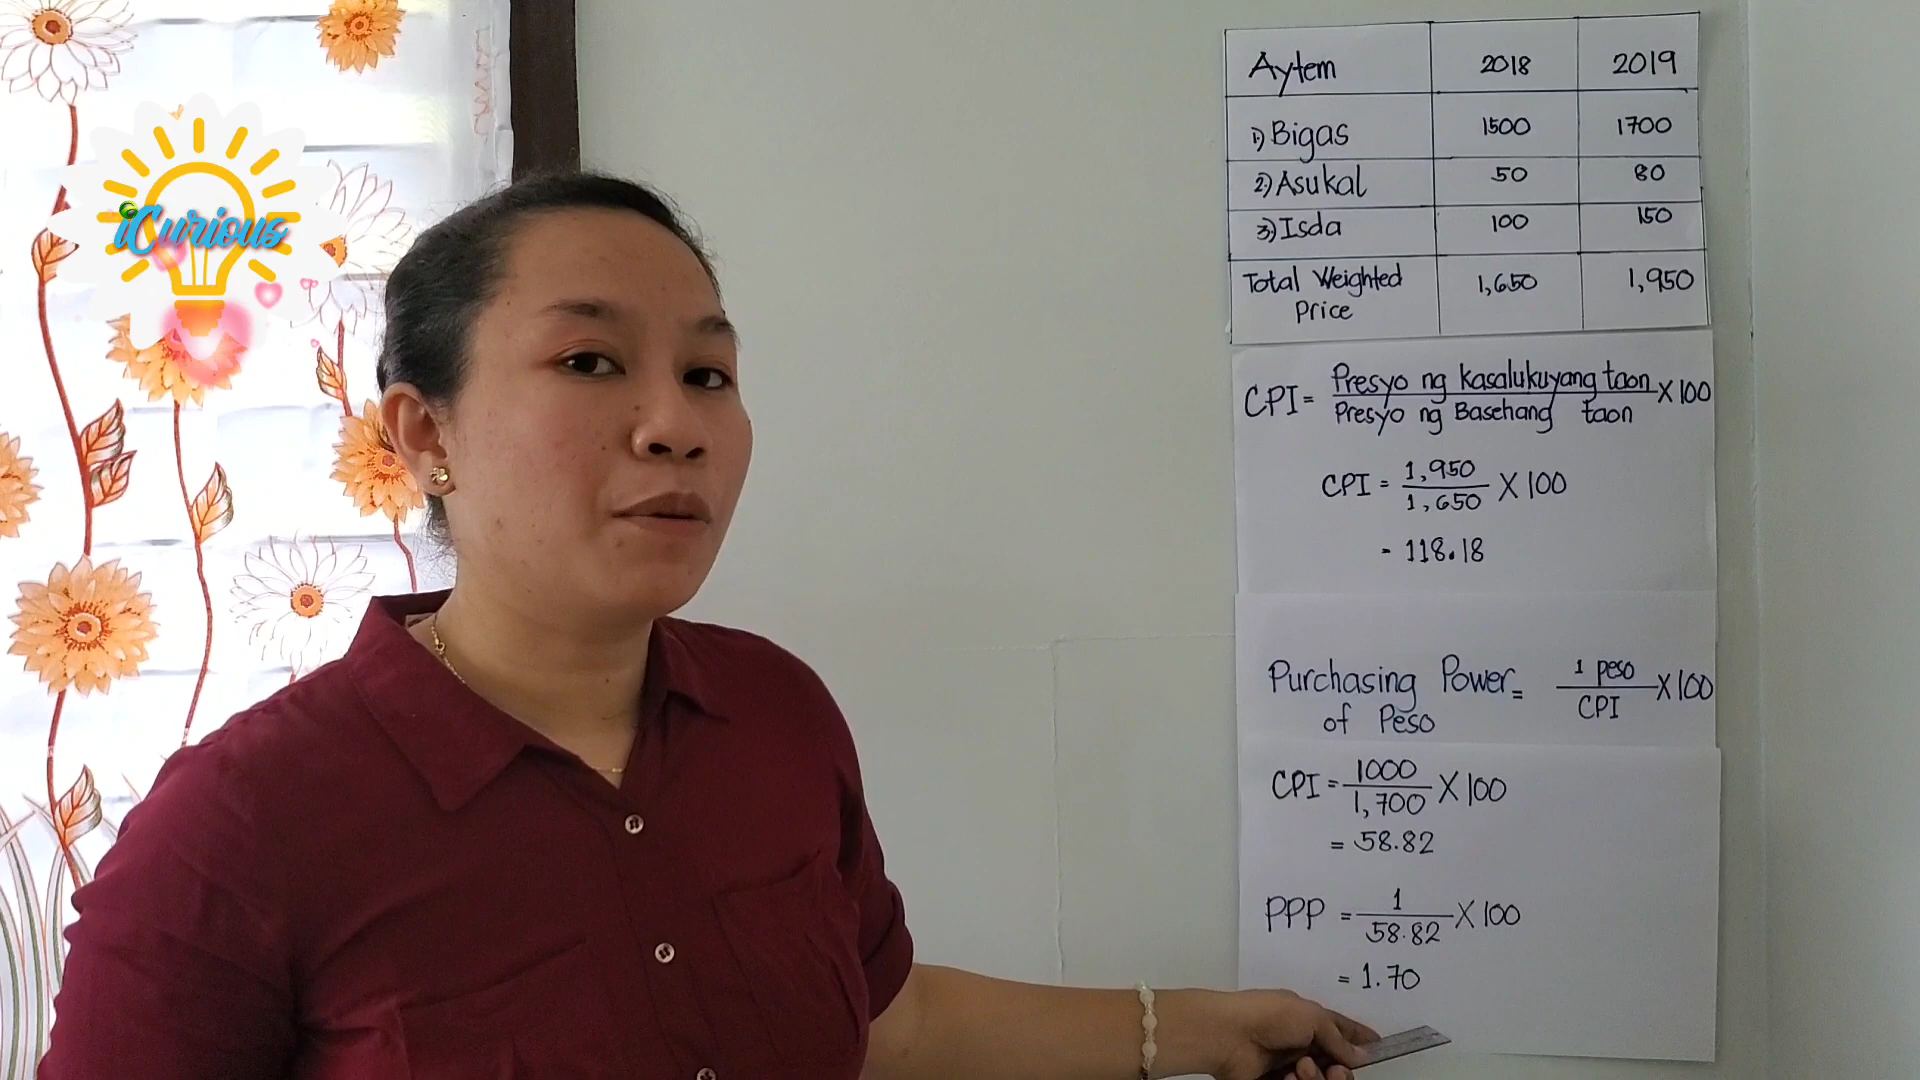 iCurious
Aytem 2018 2019
1) Bigas 1500 1700
2) Asukal 50 80
3) Isda 100 150
Total Weighted Price 1,650 1,950
CPI = Presyo ng Kasalukuyang taon / Presyo ng Basehang taon X 100
CPI = 1,950 / 1,650 X 100
= 118.18
Purchasing Power = 1 peso / CPI X 100
of Peso
CPI = 1000 / 1,700 X 100
= 58.82
PPP = 1 / 58.82 X 100
= 1.70